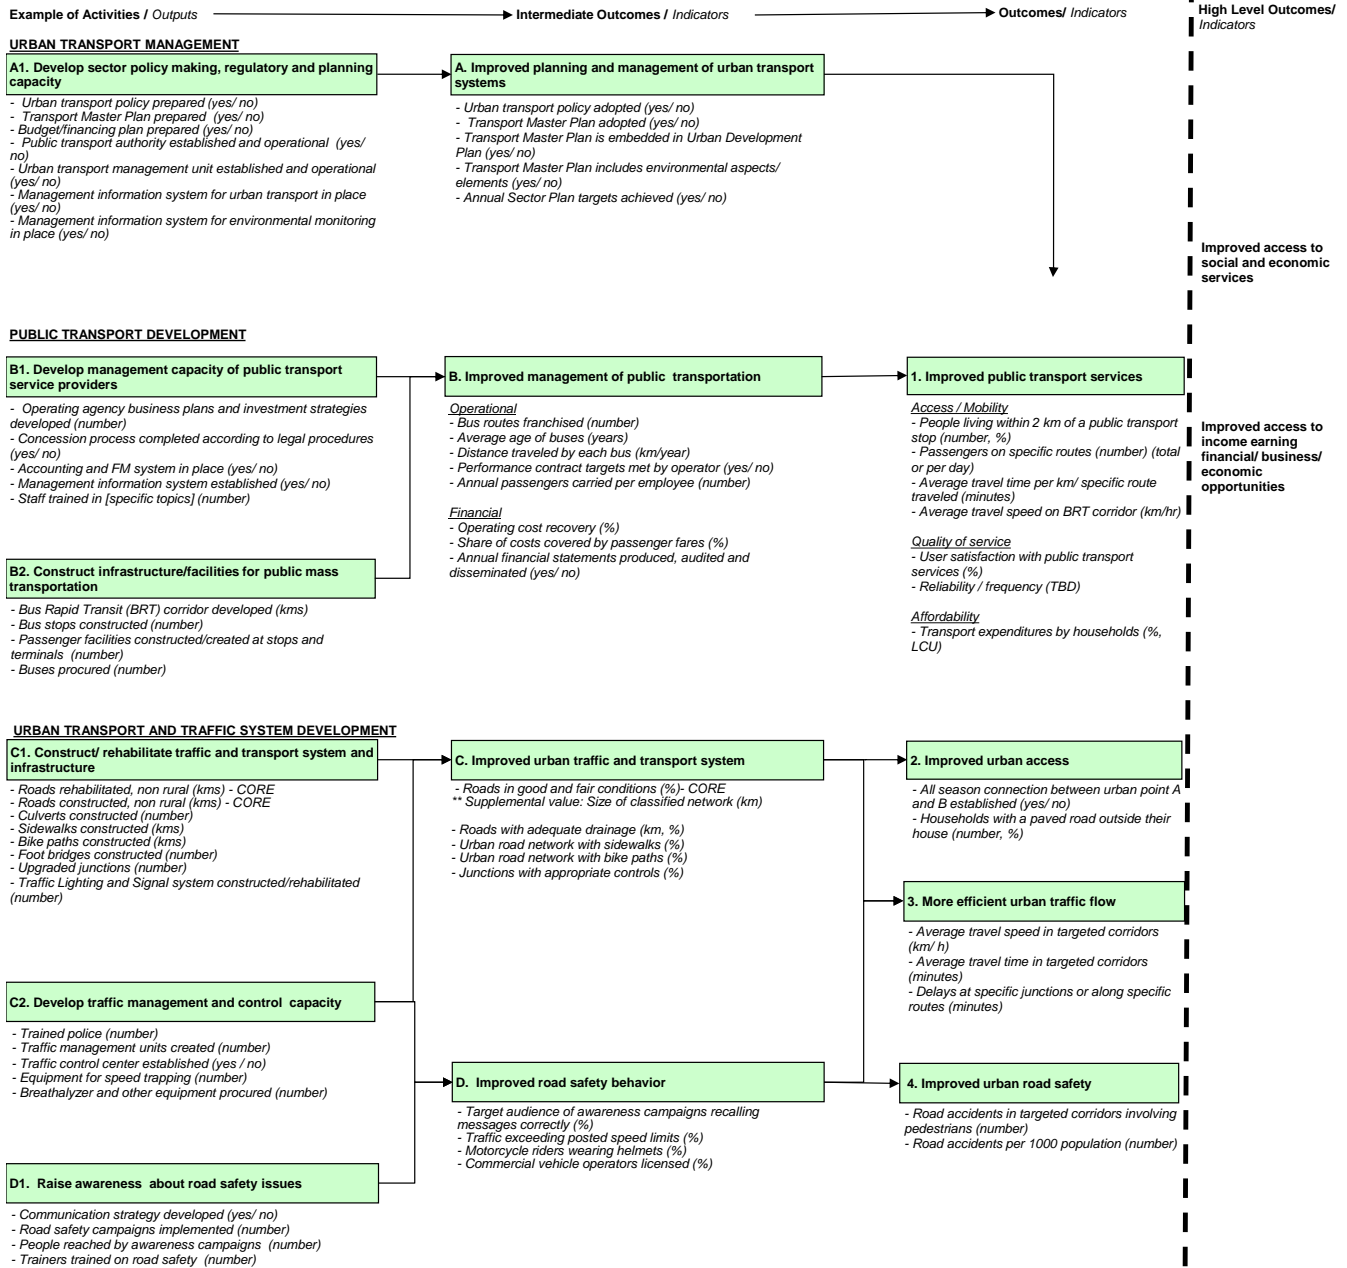 Example of Activities / Outputs
Intermediate Outcomes / Indicators
Outcomes/ Indicators
High Level Outcomes/
Indicators
URBAN TRANSPORT MANAGEMENT
A1. Develop sector policy making, regulatory and planning
capacity
- Urban transport policy prepared (yes/ no)
- Transport Master Plan prepared (yes/ no)
- Budget/financing plan prepared (yes/ no)
- Public transport authority established and operational (yes/
no)
- Urban transport management unit established and operational
(yes/ no)
- Management information system for urban transport in place
(yes/ no)
- Management information system for environmental monitoring
in place (yes/ no)
A. Improved planning and management of urban transport
systems
- Urban transport policy adopted (yes/ no)
- Transport Master Plan adopted (yes/ no)
- Transport Master Plan is embedded in Urban Development
Plan (yes/ no)
- Transport Master Plan includes environmental aspects/
elements (yes/ no)
- Annual Sector Plan targets achieved (yes/ no)
Improved access to
social and economic
services
PUBLIC TRANSPORT DEVELOPMENT
B1. Develop management capacity of public transport
service providers
- Operating agency business plans and investment strategies
developed (number)
- Concession process completed according to legal procedures
(yes/ no)
- Accounting and FM system in place (yes/ no)
- Management information system established (yes/ no)
- Staff trained in [specific topics] (number)
B2. Construct infrastructure/facilities for public mass
transportation
- Bus Rapid Transit (BRT) corridor developed (kms)
- Bus stops constructed (number)
- Passenger facilities constructed/created at stops and
terminals (number)
- Buses procured (number)
B. Improved management of public transportation
Operational
- Bus routes franchised (number)
- Average age of buses (years)
- Distance traveled by each bus (km/year)
- Performance contract targets met by operator (yes/ no)
- Annual passengers carried per employee (number)
Financial
- Operating cost recovery (%)
- Share of costs covered by passenger fares (%)
- Annual financial statements produced, audited and
disseminated (yes/ no)
1. Improved public transport services
Access / Mobility
- People living within 2 km of a public transport
stop (number, %)
- Passengers on specific routes (number) (total
or per day)
- Average travel time per km/ specific route
traveled (minutes)
- Average travel speed on BRT corridor (km/hr)
Quality of service
- User satisfaction with public transport
services (%)
- Reliability / frequency (TBD)
Affordability
- Transport expenditures by households (%,
LCU)
Improved access to
income earning
financial/ business/
economic
opportunities
URBAN TRANSPORT AND TRAFFIC SYSTEM DEVELOPMENT
C1. Construct/ rehabilitate traffic and transport system and
infrastructure
- Roads rehabilitated, non rural (kms) - CORE
- Roads constructed, non rural (kms) - CORE
- Culverts constructed (number)
- Sidewalks constructed (kms)
- Bike paths constructed (kms)
- Foot bridges constructed (number)
- Upgraded junctions (number)
- Traffic Lighting and Signal system constructed/rehabilitated
(number)
C2. Develop traffic management and control capacity
- Trained police (number)
- Traffic management units created (number)
- Traffic control center established (yes / no)
- Equipment for speed trapping (number)
- Breathalyzer and other equipment procured (number)
D1. Raise awareness about road safety issues
- Communication strategy developed (yes/ no)
- Road safety campaigns implemented (number)
- People reached by awareness campaigns (number)
- Trainers trained on road safety (number)
C. Improved urban traffic and transport system
- Roads in good and fair conditions (%)- CORE
** Supplemental value: Size of classified network (km)
- Roads with adequate drainage (km, %)
- Urban road network with sidewalks (%)
- Urban road network with bike paths (%)
- Junctions with appropriate controls (%)
D. Improved road safety behavior
- Target audience of awareness campaigns recalling
messages correctly (%)
- Traffic exceeding posted speed limits (%)
- Motorcycle riders wearing helmets (%)
- Commercial vehicle operators licensed (%)
2. Improved urban access
- All season connection between urban point A
and B established (yes/ no)
- Households with a paved road outside their
house (number, %)
3. More efficient urban traffic flow
- Average travel speed in targeted corridors
(km/ h)
- Average travel time in targeted corridors
(minutes)
- Delays at specific junctions or along specific
routes (minutes)
4. Improved urban road safety
- Road accidents in targeted corridors involving
pedestrians (number)
- Road accidents per 1000 population (number)